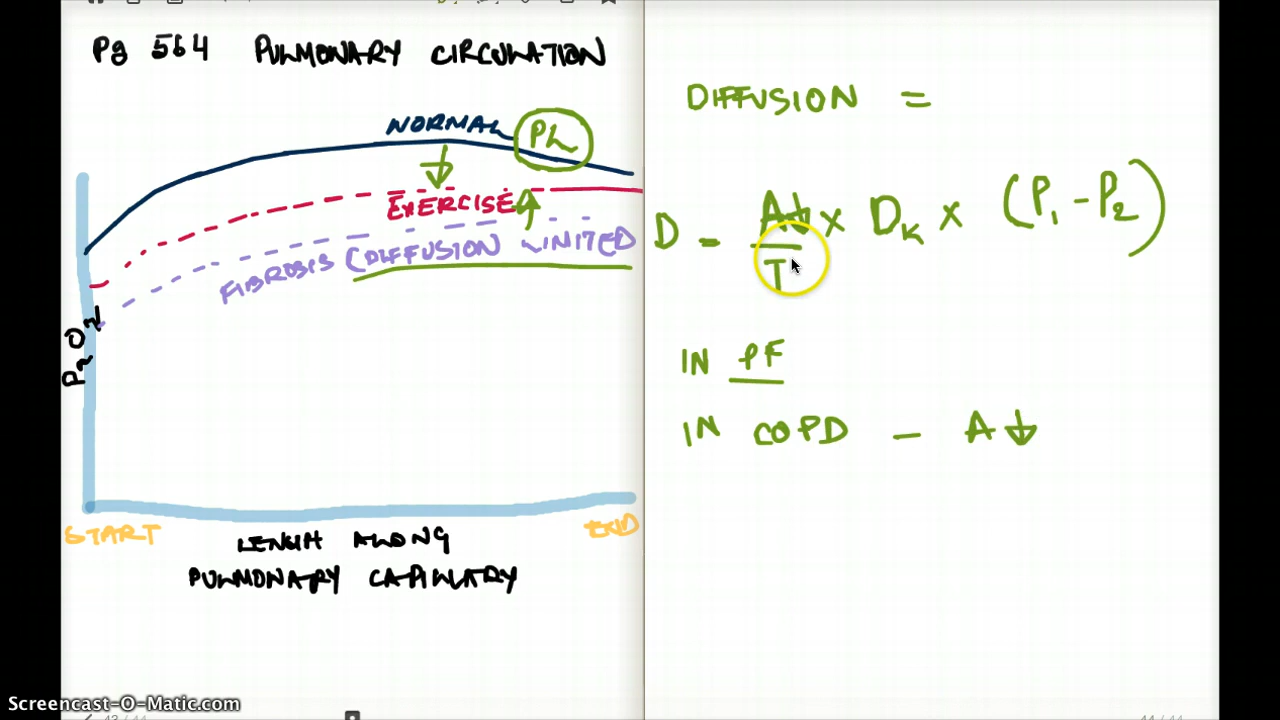 Pg 564 PULMONARY CIRCULATION
NORMAL PL
EXERCISE
FIBROSIS (DIFFUSION LIMITED
START
END
LENGTH ALONG
PULMONARY CAPILLARY
DIFFUSION =
D = A↓ × Dk × (P1 - P2)
T
IN PF
IN COPD - A ↓
Screencast-O-Matic.com